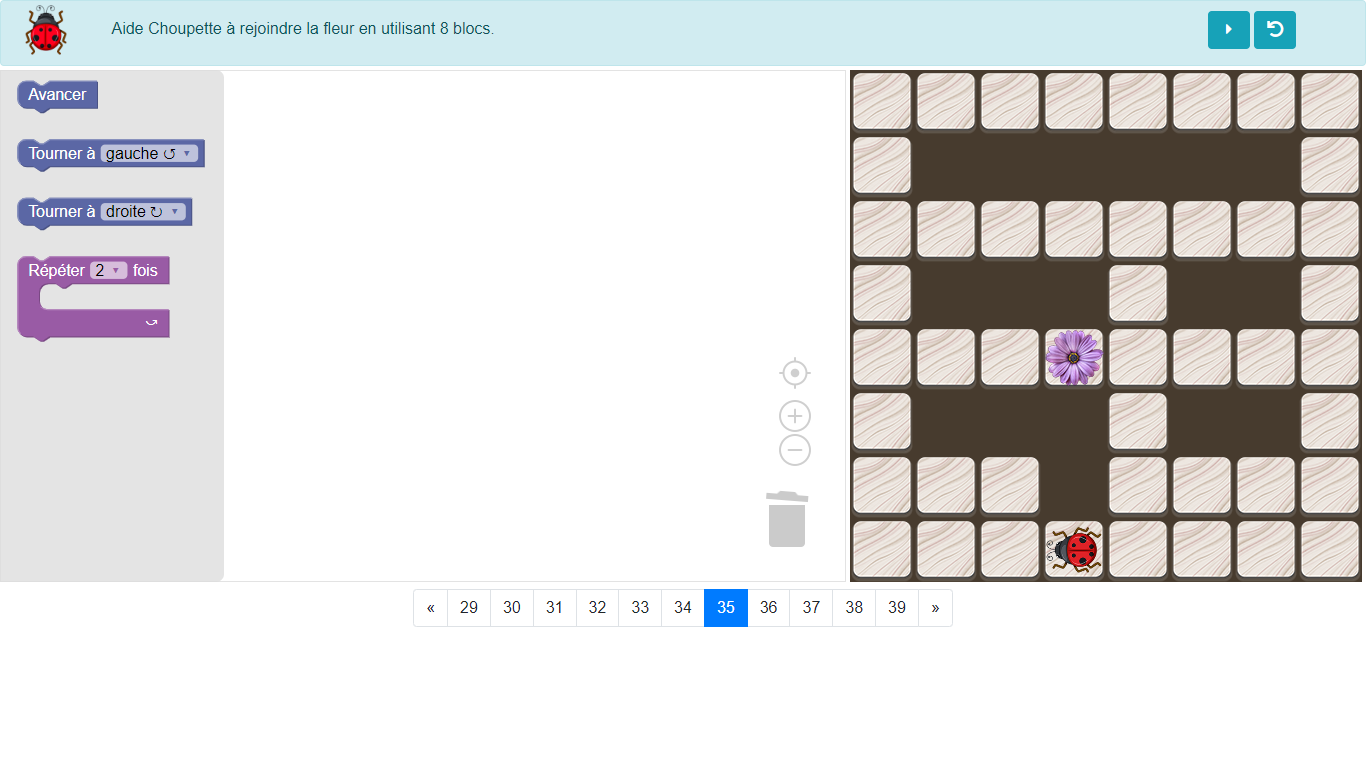 Aide Choupette à rejoindre la fleur en utilisant 8 blocs.
Avancer
Tourner à gauche ↺ ▾
Tourner à droite ↻ ▾
Répéter 2 ▾ fois
« 29 30 31 32 33 34 35 36 37 38 39 »